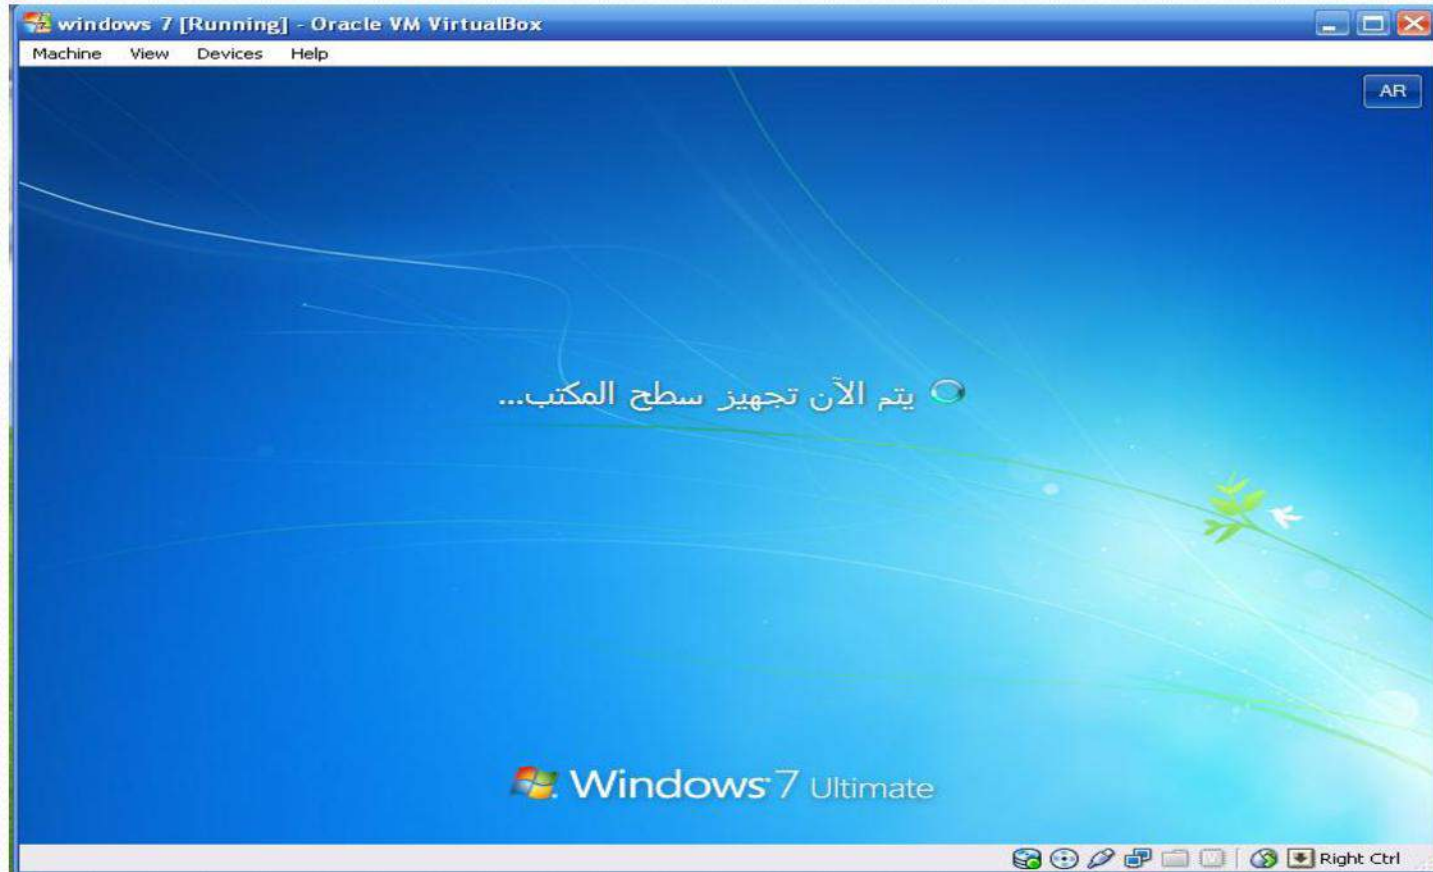 windows 7 [Running] - Oracle VM VirtualBox
Machine View Devices Help
AR
يتم الآن تجهيز سطح المكتب...
Windows 7 Ultimate
Right Ctrl